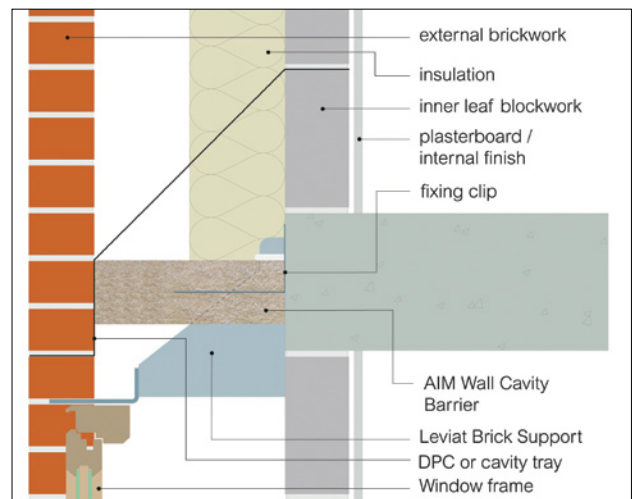 external brickwork
insulation
inner leaf blockwork
plasterboard /
internal finish
fixing clip
AIM Wall Cavity
Barrier
Leviat Brick Support
DPC or cavity tray
Window frame